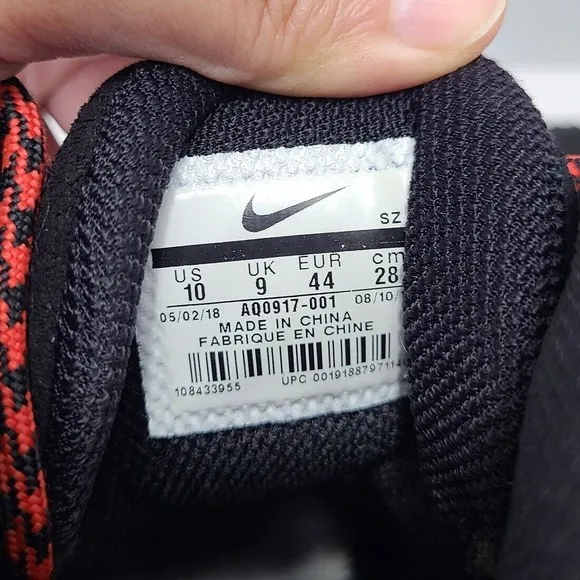 SZ
US UK EUR cm
10 9 44 28
05/02/18 AQ0917-001 08/10/
MADE IN CHINA
FABRIQUE EN CHINE
108433955 UPC 00191887971140